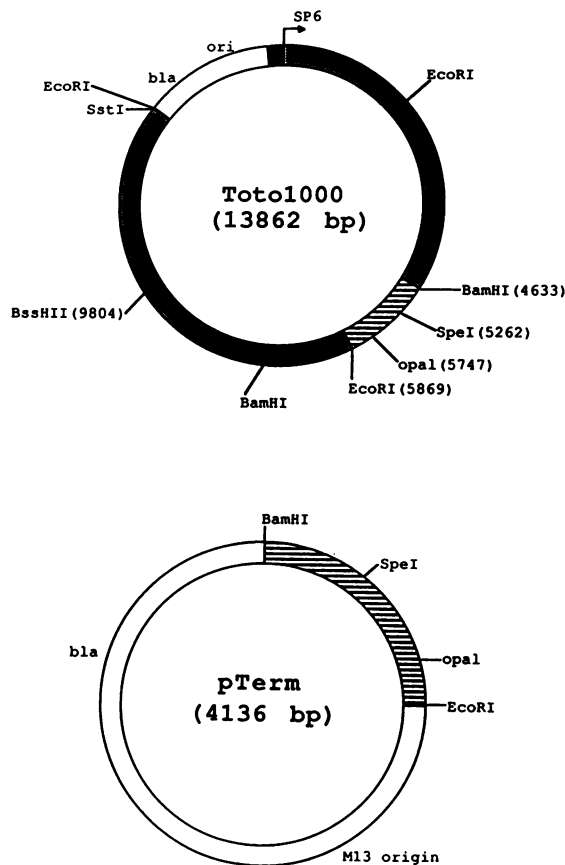 SP6
ori
EcoRI
bla
EcoRI
SstI
Toto1000
(13862 bp)
BamHI(4633)
BssHII(9804)
SpeI(5262)
opal(5747)
EcoRI(5869)
BamHI
BamHI
SpeI
bla
opal
pTerm
(4136 bp)
EcoRI
M13 origin